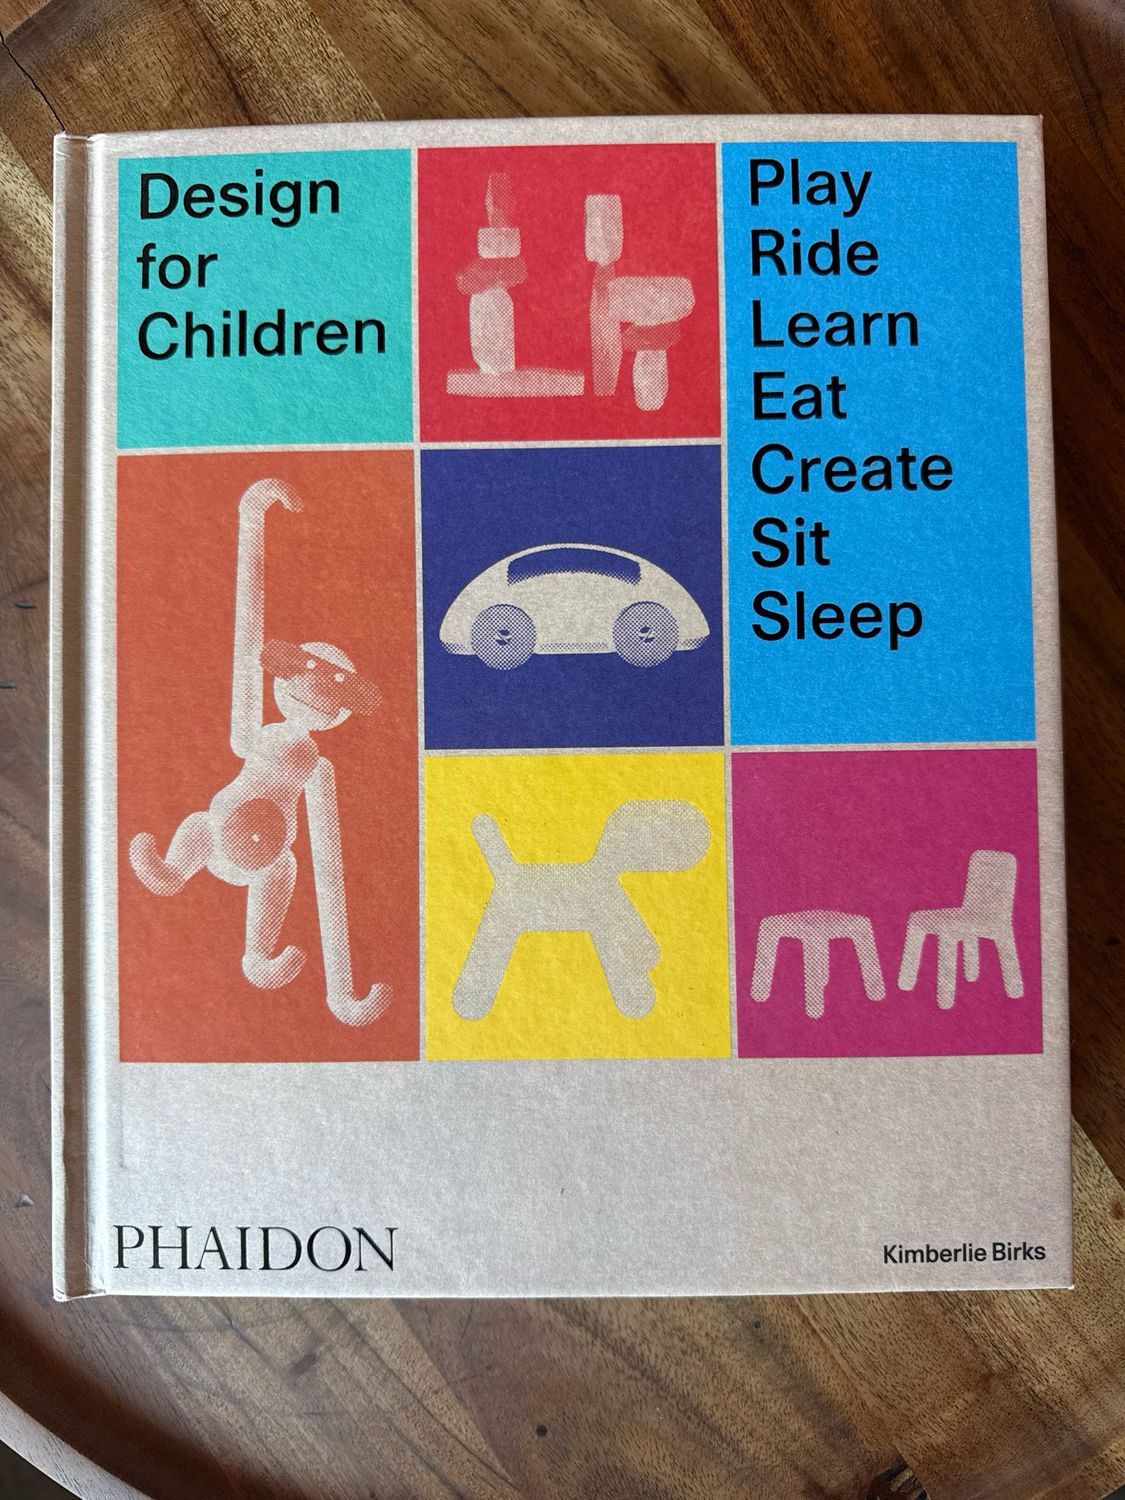 Design
for
Children
Play
Ride
Learn
Eat
Create
Sit
Sleep
PHAIDON
Kimberlie Birks